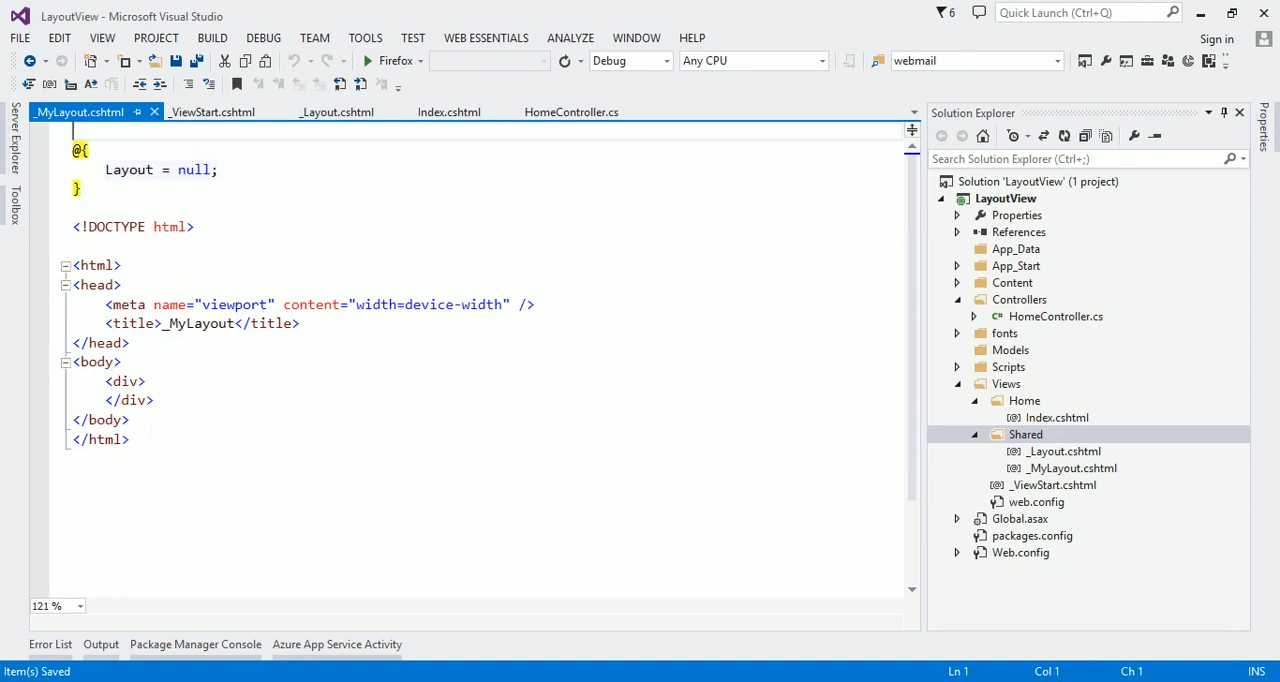 LayoutView - Microsoft Visual Studio
6
Quick Launch (Ctrl+Q)
FILE EDIT VIEW PROJECT BUILD DEBUG TEAM TOOLS TEST WEB ESSENTIALS ANALYZE WINDOW HELP
Sign in
Firefox Debug Any CPU webmail
Server Explorer
Toolbox
_MyLayout.cshtml _ViewStart.cshtml _Layout.cshtml Index.cshtml HomeController.cs
@{
Layout = null;
}
<!DOCTYPE html>
<html>
<head>
<meta name="viewport" content="width=device-width" />
<title>_MyLayout</title>
</head>
<body>
<div>
</div>
</body>
</html>
121 %
Solution Explorer
Search Solution Explorer (Ctrl+;)
Solution 'LayoutView' (1 project)
LayoutView
Properties
References
App_Data
App_Start
Content
Controllers
C# HomeController.cs
fonts
Models
Scripts
Views
Home
[@] Index.cshtml
Shared
[@] _Layout.cshtml
[@] _MyLayout.cshtml
[@] _ViewStart.cshtml
web.config
Global.asax
packages.config
Web.config
Properties
Error List Output Package Manager Console Azure App Service Activity
Item(s) Saved Ln 1 Col 1 Ch 1 INS